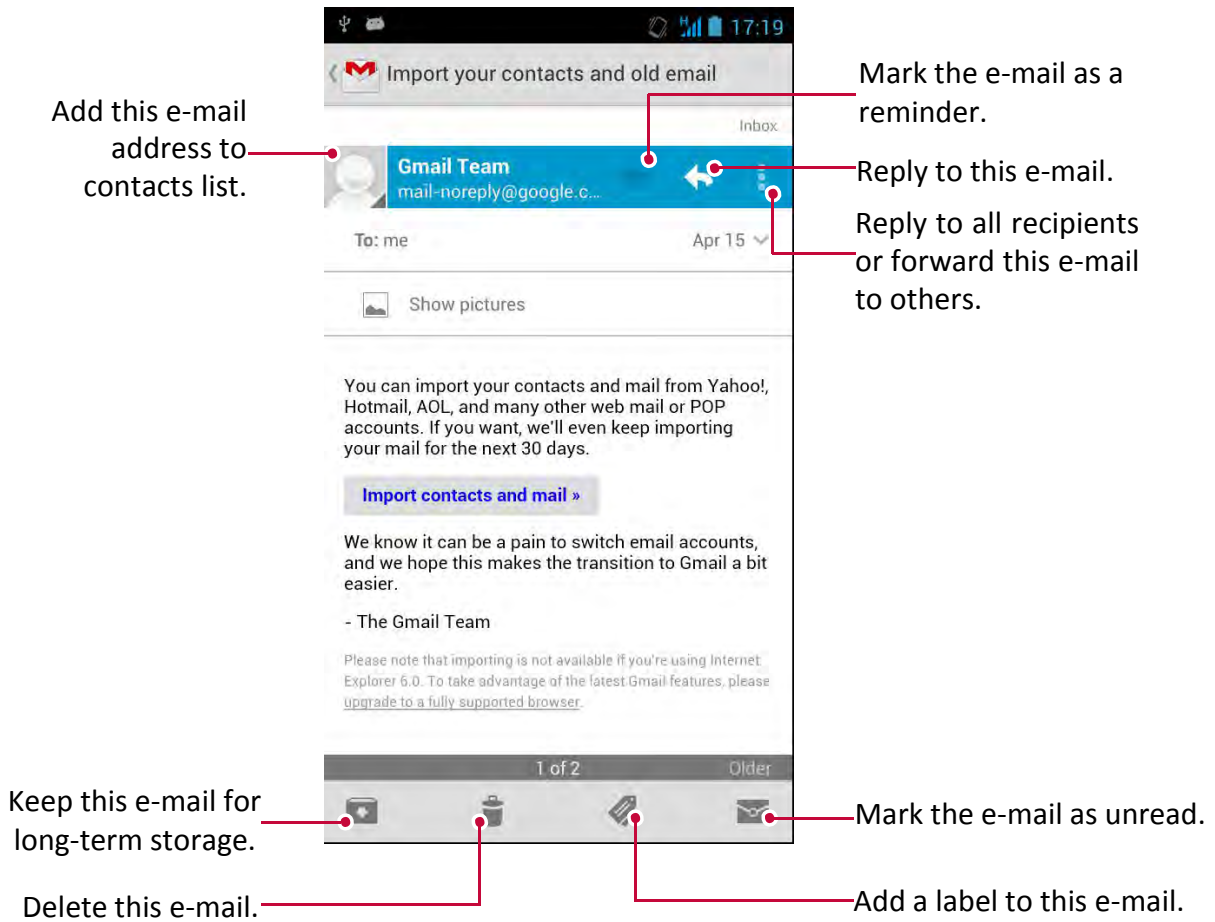 17:19
Import your contacts and old email
Mark the e-mail as a
reminder.
Add this e-mail
address to
contacts list.
Inbox
Gmail Team
mail-noreply@google.c...
Reply to this e-mail.
Reply to all recipients
or forward this e-mail
to others.
To: me
Apr 15
Show pictures
You can import your contacts and mail from Yahoo!,
Hotmail, AOL, and many other web mail or POP
accounts. If you want, we'll even keep importing
your mail for the next 30 days.
Import contacts and mail »
We know it can be a pain to switch email accounts,
and we hope this makes the transition to Gmail a bit
easier.
- The Gmail Team
Please note that importing is not available if you're using Internet
Explorer 6.0. To take advantage of the latest Gmail features, please
upgrade to a fully supported browser.
1 of 2
Older
Keep this e-mail for
long-term storage.
Mark the e-mail as unread.
Delete this e-mail.
Add a label to this e-mail.